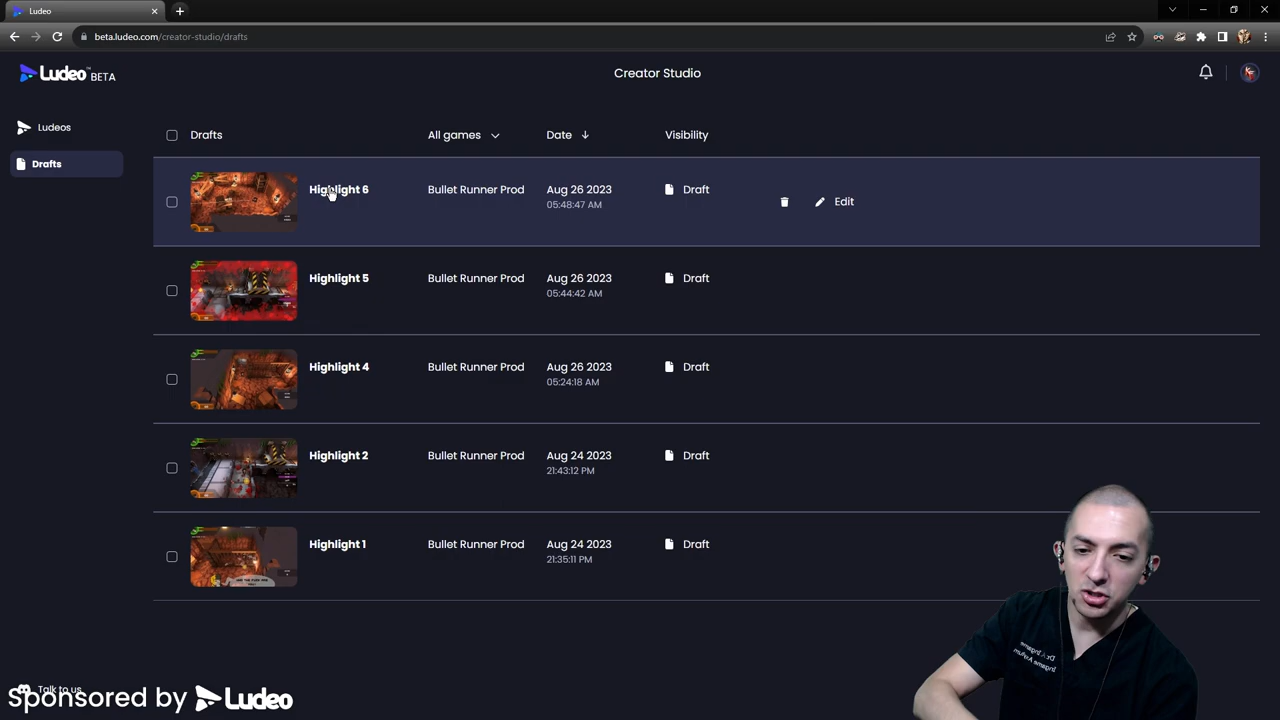 Ludeo
beta.ludeo.com/creator-studio/drafts
Ludeo™ BETA
Creator Studio
Ludeos
Drafts
Drafts All games Date Visibility
Highlight 6 Bullet Runner Prod Aug 26 2023 Draft Edit
05:48:47 AM
Highlight 5 Bullet Runner Prod Aug 26 2023 Draft
05:44:42 AM
Highlight 4 Bullet Runner Prod Aug 26 2023 Draft
05:24:18 AM
Highlight 2 Bullet Runner Prod Aug 24 2023 Draft
21:43:12 PM
Highlight 1 Bullet Runner Prod Aug 24 2023 Draft
21:35:11 PM
Talk to us
Sponsored by Ludeo